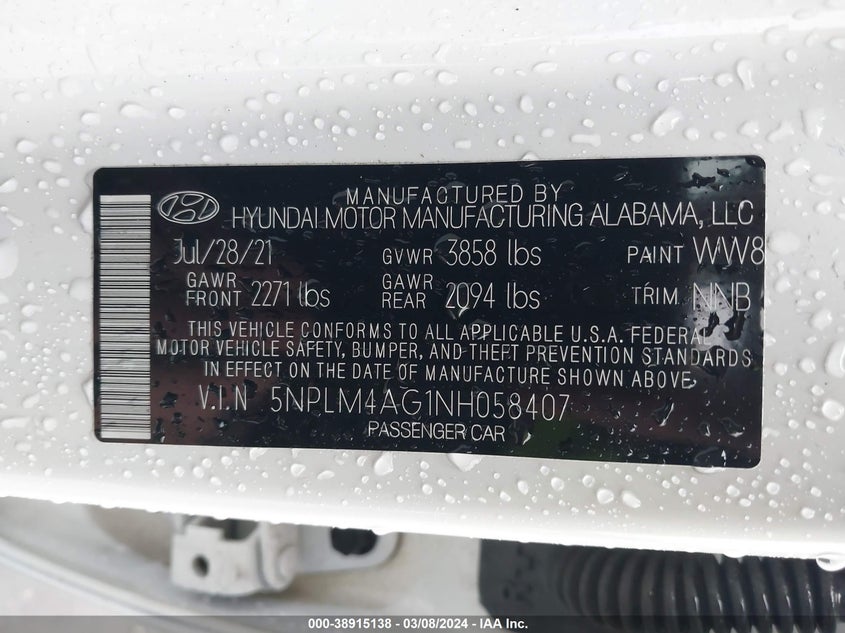 MANUFACTURED BY
HYUNDAI MOTOR MANUFACTURING ALABAMA, LLC
Jul/28/21 GVWR 3858 lbs PAINT WW8
GAWR FRONT 2271 lbs GAWR REAR 2094 lbs TRIM NNB
THIS VEHICLE CONFORMS TO ALL APPLICABLE U.S.A. FEDERAL
MOTOR VEHICLE SAFETY, BUMPER, AND THEFT PREVENTION STANDARDS
IN EFFECT ON THE DATE OF MANUFACTURE SHOWN ABOVE.
V.I.N 5NPLM4AG1NH058407
PASSENGER CAR
000-38915138 - 03/08/2024 - IAA Inc.